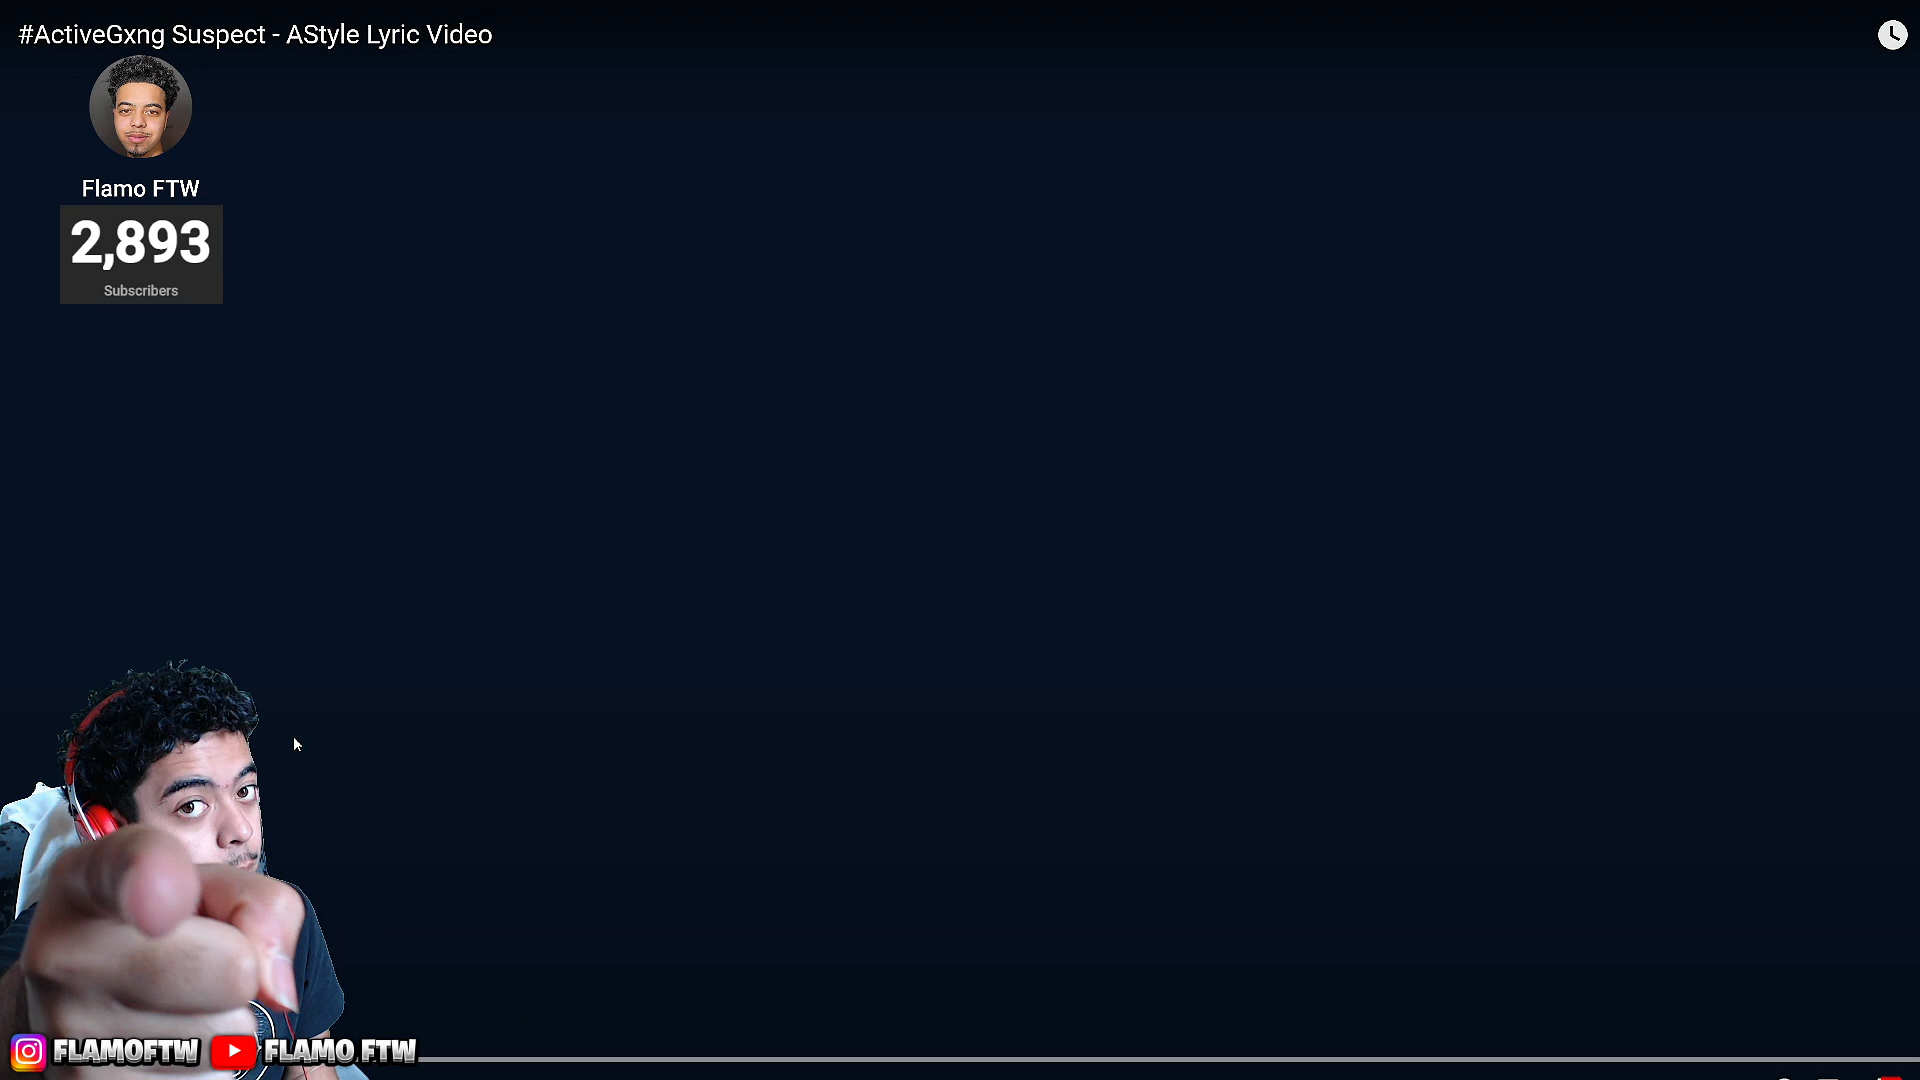 #ActiveGxng Suspect - AStyle Lyric Video
Flamo FTW
2,893
Subscribers
FLAMOFTW FLAMO FTW